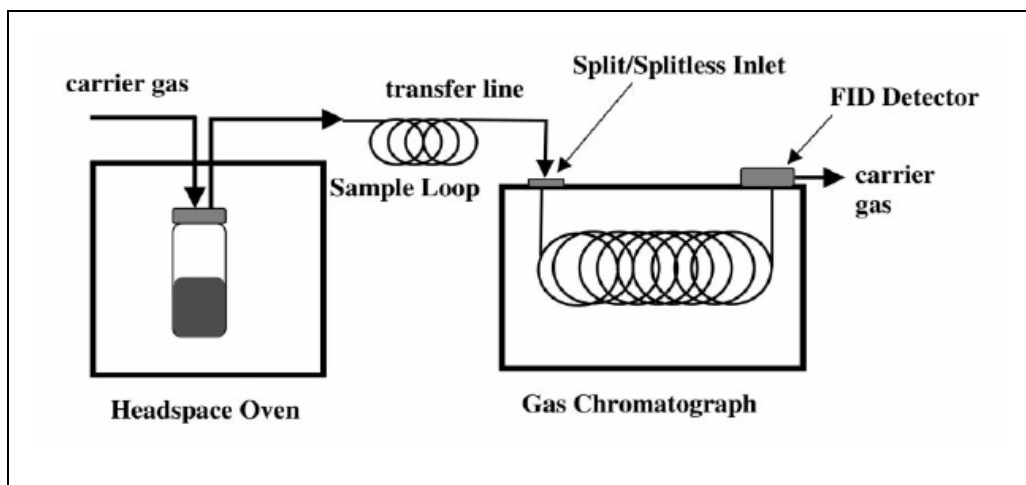 carrier gas
transfer line
Split/Splitless Inlet
FID Detector
Sample Loop
carrier
gas
Headspace Oven
Gas Chromatograph